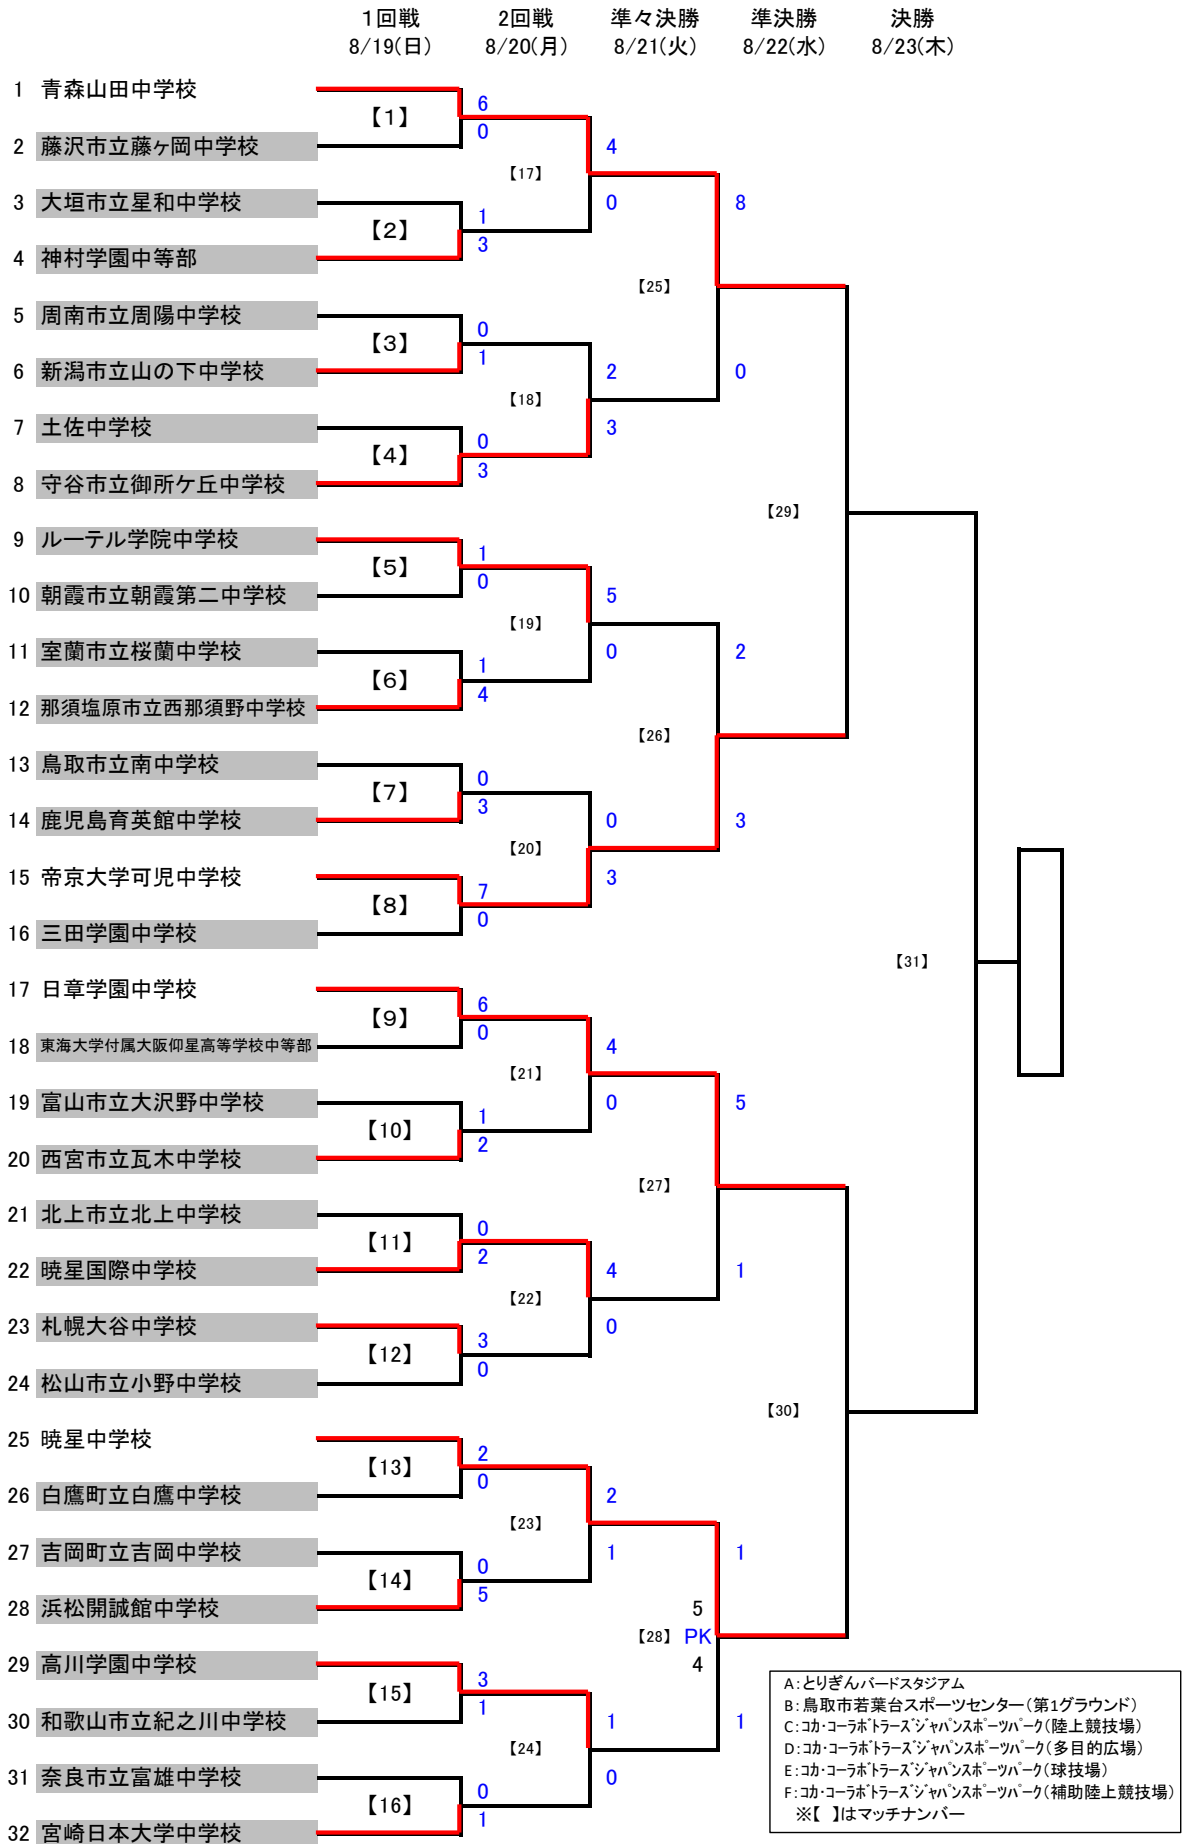 1回戦 2回戦 準々決勝 準決勝 決勝
8/19(日) 8/20(月) 8/21(火) 8/22(水) 8/23(木)
1 青森山田中学校
6
【1】
0
2 藤沢市立藤ヶ岡中学校
4
【17】
3 大垣市立星和中学校
0
8
1
【2】
3
4 神村学園中等部
【25】
5 周南市立周陽中学校
0
【3】
1
6 新潟市立山の下中学校
2
0
【18】
7 土佐中学校
3
0
【4】
3
8 守谷市立御所ケ丘中学校
【29】
9 ルーテル学院中学校
1
【5】
0
10 朝霞市立朝霞第二中学校
5
【19】
11 室蘭市立桜蘭中学校
0
2
1
【6】
4
12 那須塩原市立西那須野中学校
【26】
13 鳥取市立南中学校
0
【7】
3
14 鹿児島育英館中学校
0
3
【20】
15 帝京大学可児中学校
3
7
【8】
0
16 三田学園中学校
【31】
17 日章学園中学校
6
【9】
0
18 東海大学付属大阪仰星高等学校中等部
4
【21】
19 富山市立大沢野中学校
0
5
1
【10】
2
20 西宮市立瓦木中学校
【27】
21 北上市立北上中学校
0
【11】
2
22 暁星国際中学校
4
1
【22】
23 札幌大谷中学校
0
3
【12】
0
24 松山市立小野中学校
【30】
25 暁星中学校
2
【13】
0
26 白鷹町立白鷹中学校
2
【23】
27 吉岡町立吉岡中学校
1
1
0
【14】
5
28 浜松開誠館中学校
5
【28】 PK
4
29 高川学園中学校
3
【15】
1
30 和歌山市立紀之川中学校
1
1
【24】
31 奈良市立富雄中学校
0
0
【16】
1
32 宮崎日本大学中学校
A:とりぎんバードスタジアム
B:鳥取市若葉台スポーツセンター(第1グラウンド)
C:コカ・コーラボトラーズジャパンスポーツパーク(陸上競技場)
D:コカ・コーラボトラーズジャパンスポーツパーク(多目的広場)
E:コカ・コーラボトラーズジャパンスポーツパーク(球技場)
F:コカ・コーラボトラーズジャパンスポーツパーク(補助陸上競技場)
※【 】はマッチナンバー